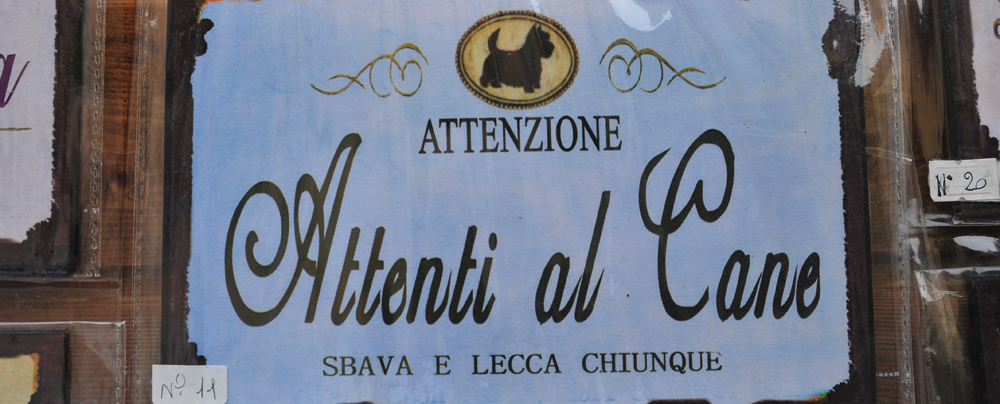 ATTENZIONE
Attenti al Cane
SBAVA E LECCA CHIUNQUE
N° 11
N° 20
a